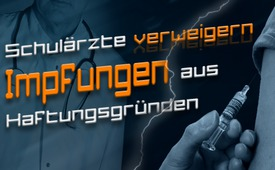 Schulärzte verweigern
Impfungen aus
Haftungsgründen